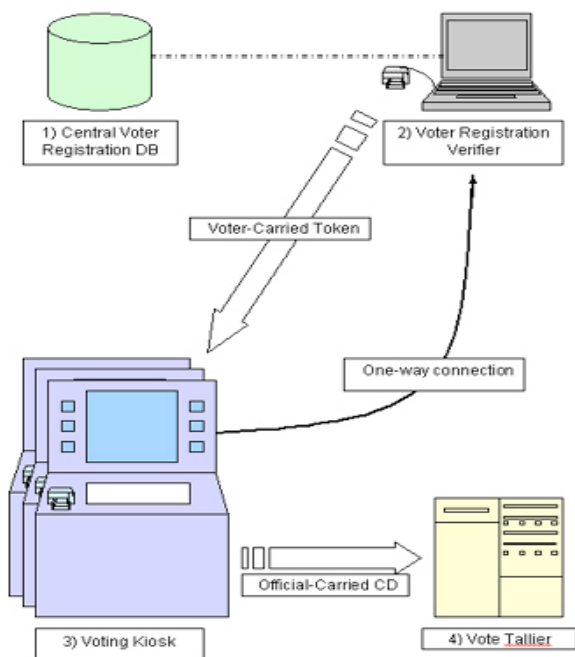 1) Central Voter
Registration DB
2) Voter Registration
Verifier
Voter-Carried Token
One-way connection
Official-Carried CD
3) Voting Kiosk
4) Vote Tallier